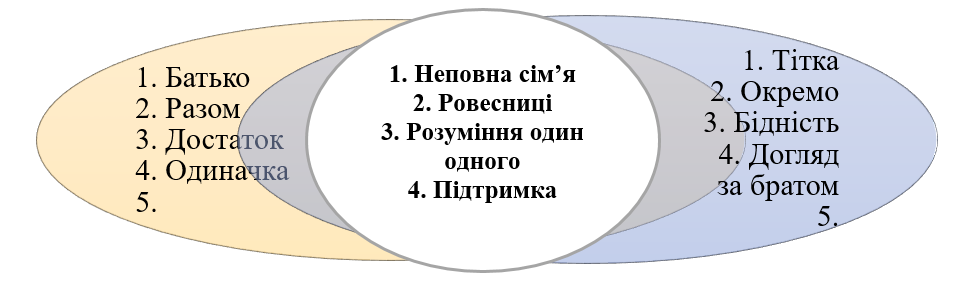 1. Батько
2. Разом
3. Достаток
4. Одиначка
5.
1. Неповна сім’я
2. Ровесниці
3. Розуміння один
одного
4. Підтримка
1. Тітка
2. Окремо
3. Бідність
4. Догляд
за братом
5.